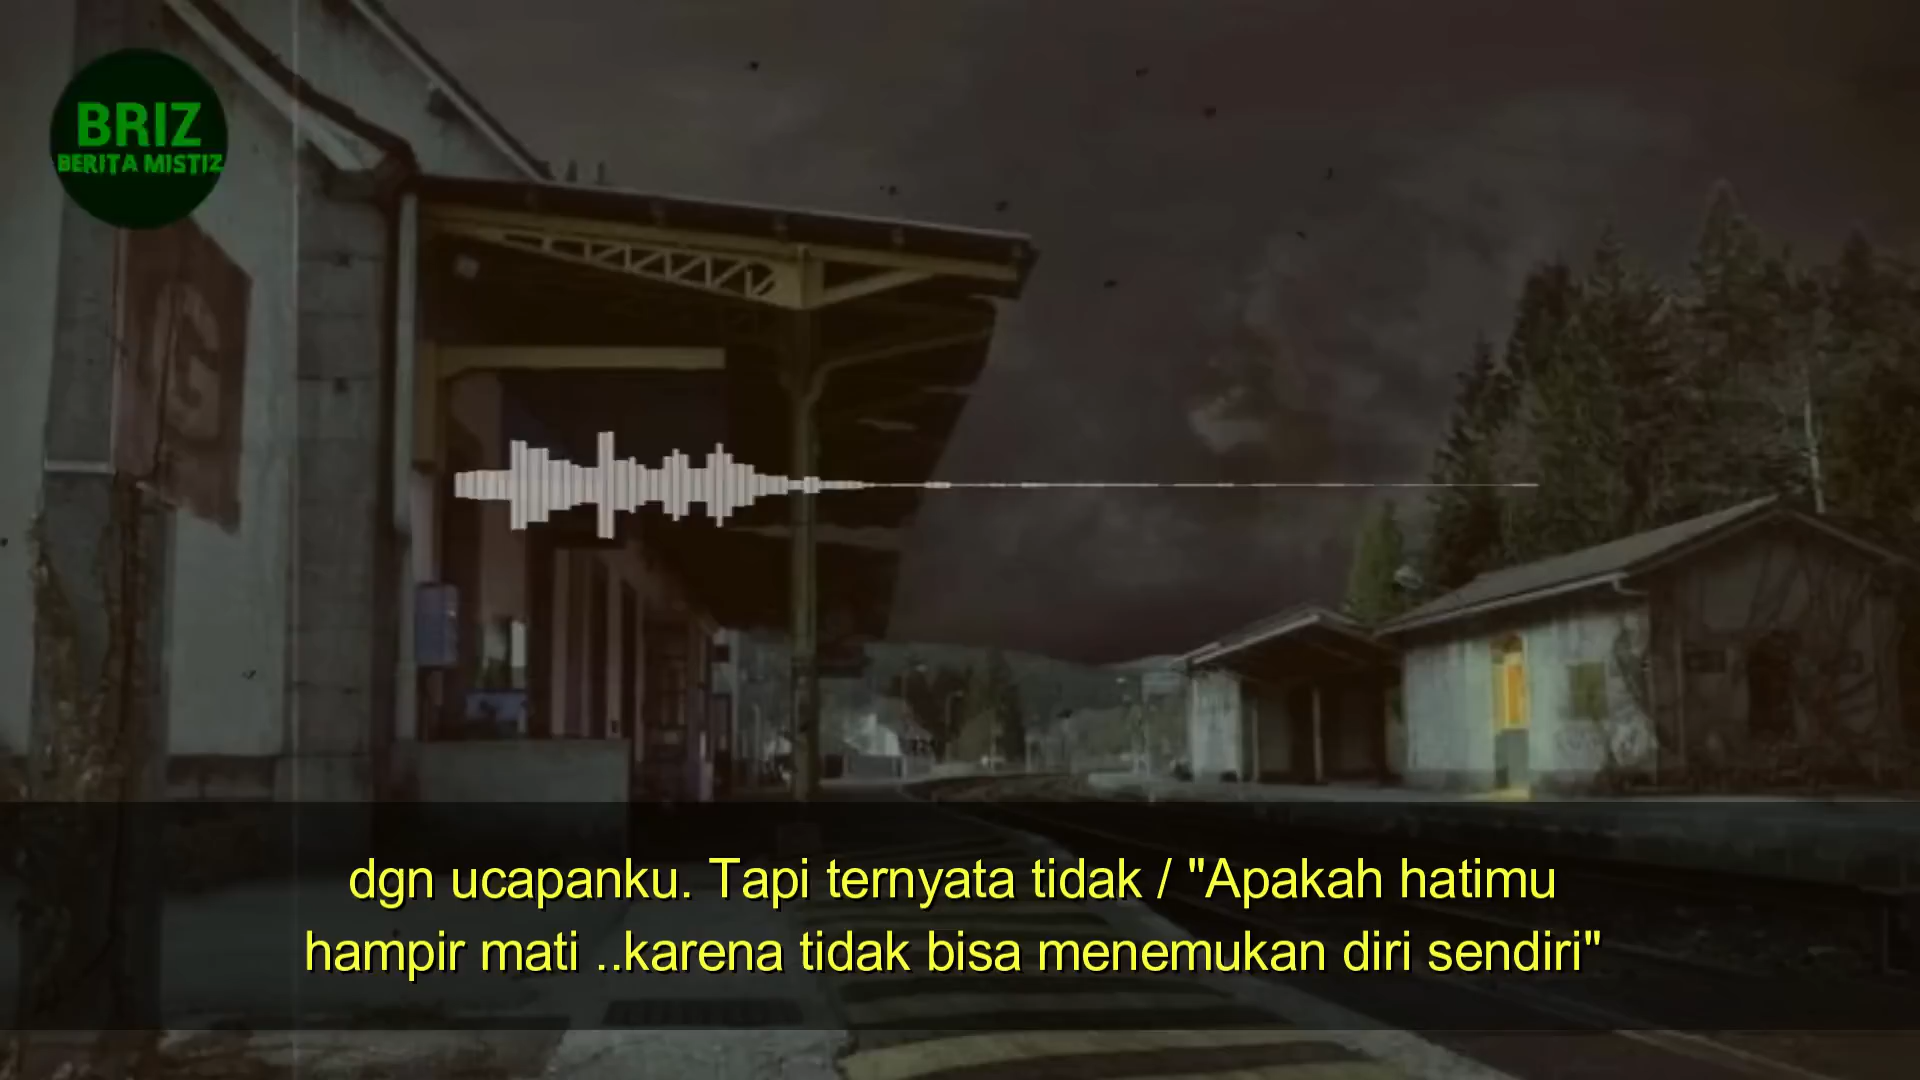 BRIZ
BERITA MISTIZ
G
dgn ucapanku. Tapi ternyata tidak / "Apakah hatimu
hampir mati ..karena tidak bisa menemukan diri sendiri"